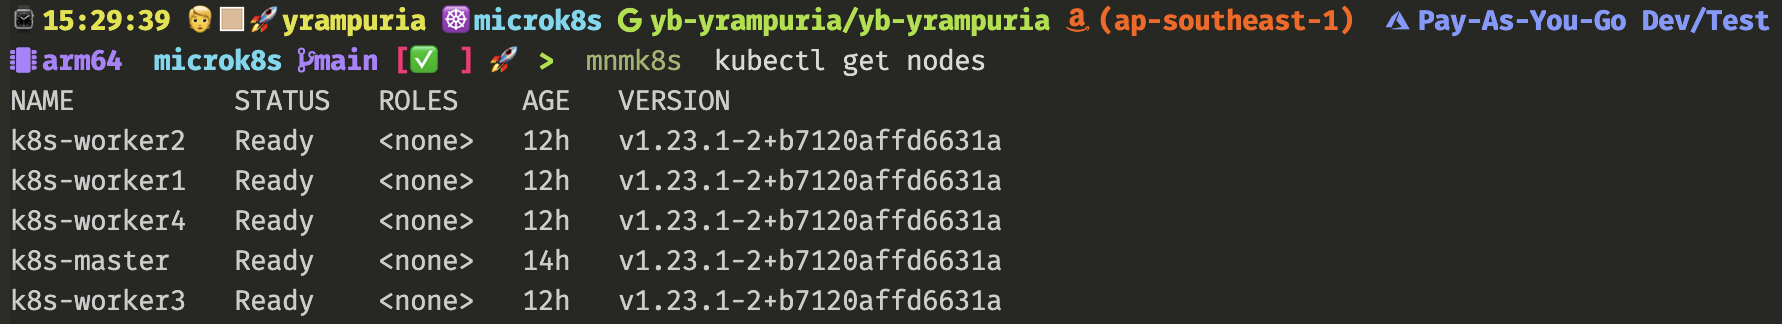 15:29:39 yrampuria microk8s yb-yrampuria/yb-yrampuria (ap-southeast-1) Pay-As-You-Go Dev/Test
arm64 microk8s main [✅ ] 🚀 > mnmk8s kubectl get nodes
NAME STATUS ROLES AGE VERSION
k8s-worker2 Ready <none> 12h v1.23.1-2+b7120affd6631a
k8s-worker1 Ready <none> 12h v1.23.1-2+b7120affd6631a
k8s-worker4 Ready <none> 12h v1.23.1-2+b7120affd6631a
k8s-master Ready <none> 14h v1.23.1-2+b7120affd6631a
k8s-worker3 Ready <none> 12h v1.23.1-2+b7120affd6631a